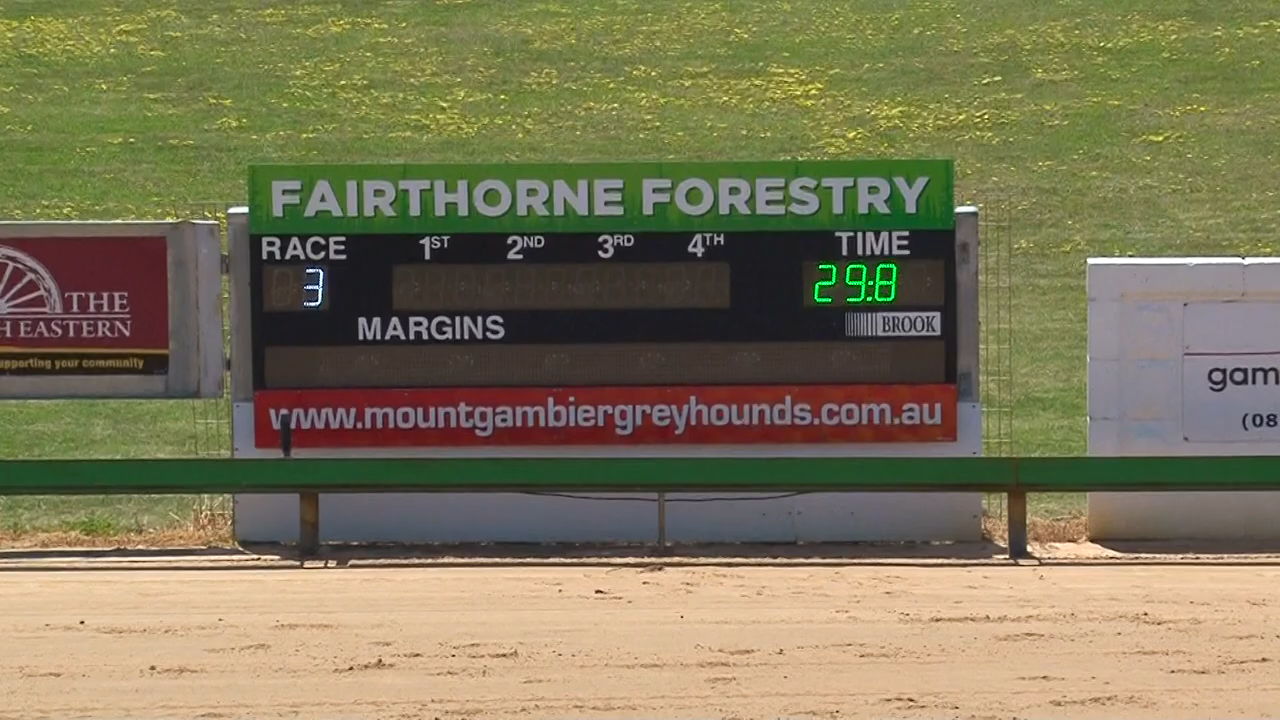 FAIRTHORNE FORESTRY
RACE 1ST 2ND 3RD 4TH TIME
3 29:8
MARGINS
BROOK
www.mountgambiergreyhounds.com.au
THE
H EASTERN
upporting your community
gam
(08